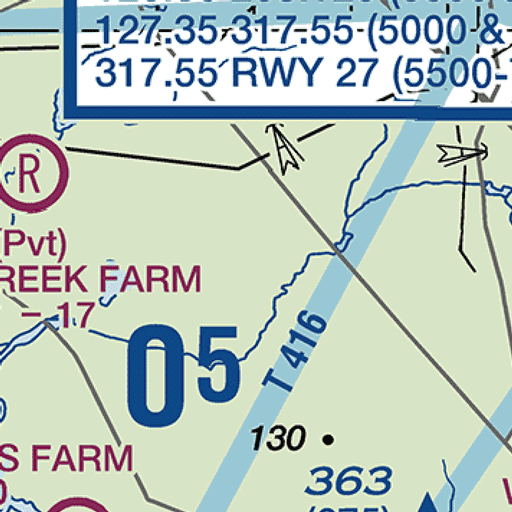 127.35 317.55 (5000 &
317.55 RWY 27 (5500-
R
(Pvt)
REEK FARM
– 17
05
T 416
130
S FARM
363